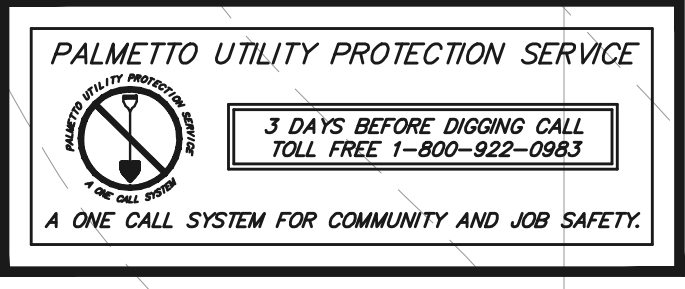 PALMETTO UTILITY PROTECTION SERVICE
PALMETTO UTILITY PROTECTION SERVICE
A ONE CALL SYSTEM
3 DAYS BEFORE DIGGING CALL
TOLL FREE 1-800-922-0983
A ONE CALL SYSTEM FOR COMMUNITY AND JOB SAFETY.